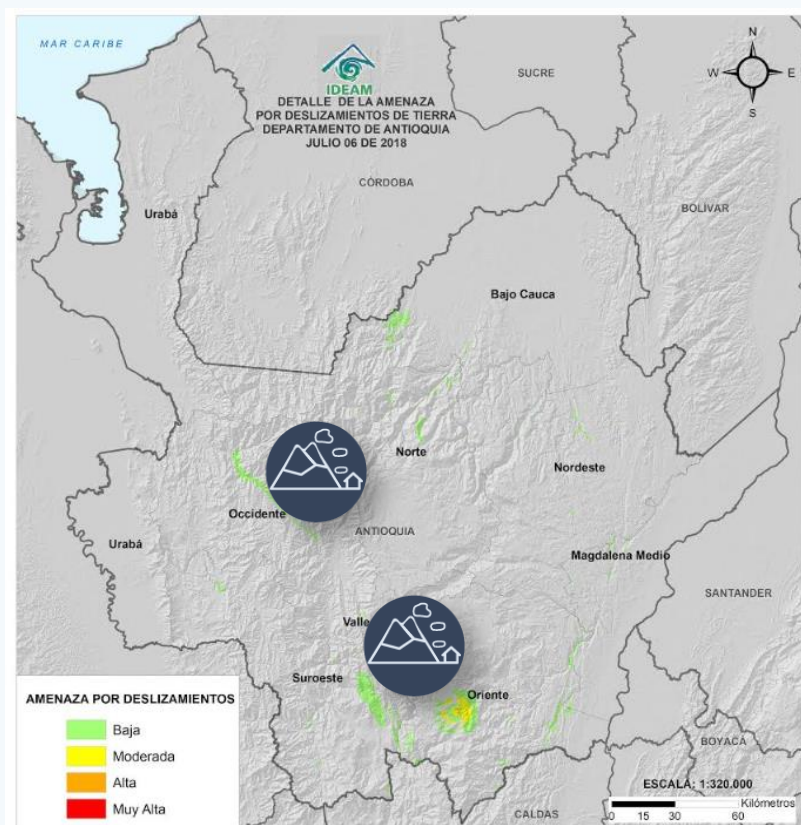 MAR CARIBE
IDEAM
DETALLE DE LA AMENAZA
POR DESLIZAMIENTOS DE TIERRA
DEPARTAMENTO DE ANTIOQUIA
JULIO 06 DE 2018
SUCRE
N
W
E
S
CÓRDOBA
BOLÍVAR
Urabá
Bajo Cauca
Norte
Nordeste
Occidente
ANTIOQUIA
Urabá
Magdalena Medio
SANTANDER
Valle
Suroeste
Oriente
AMENAZA POR DESLIZAMIENTOS
Baja
Moderada
Alta
Muy Alta
BOYACÁ
CALDAS
ESCALA: 1:320.000
Kilómetros
0 15 30 60